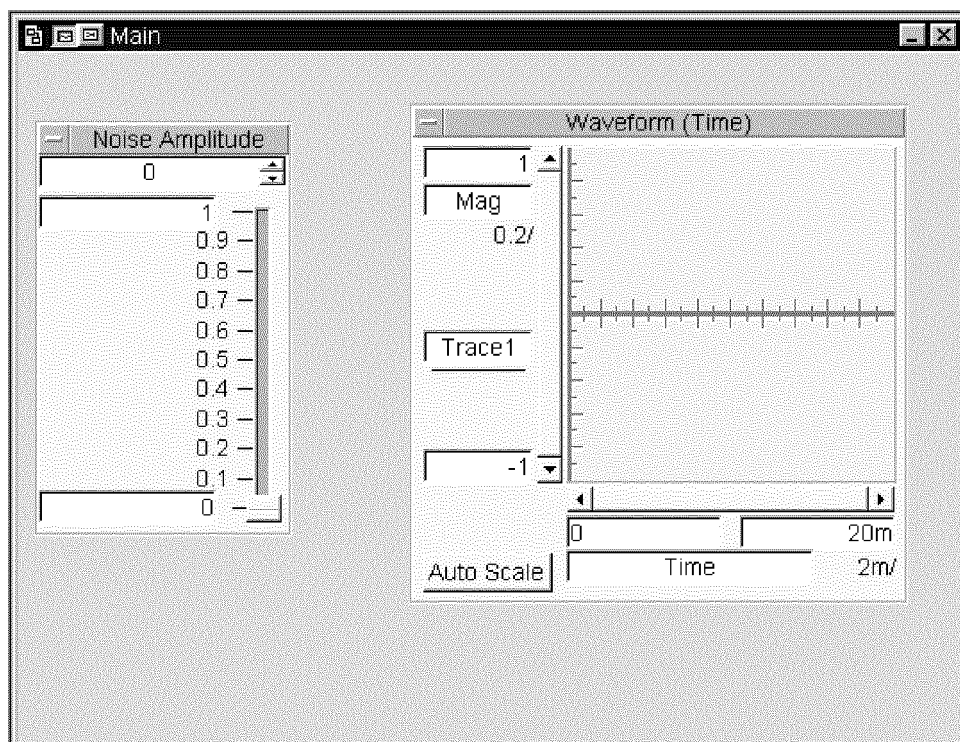 Main
Noise Amplitude
0
1
0.9
0.8
0.7
0.6
0.5
0.4
0.3
0.2
0.1
0
Waveform (Time)
1
Mag
0.2/
Trace1
-1
0 20m
Auto Scale Time 2m/